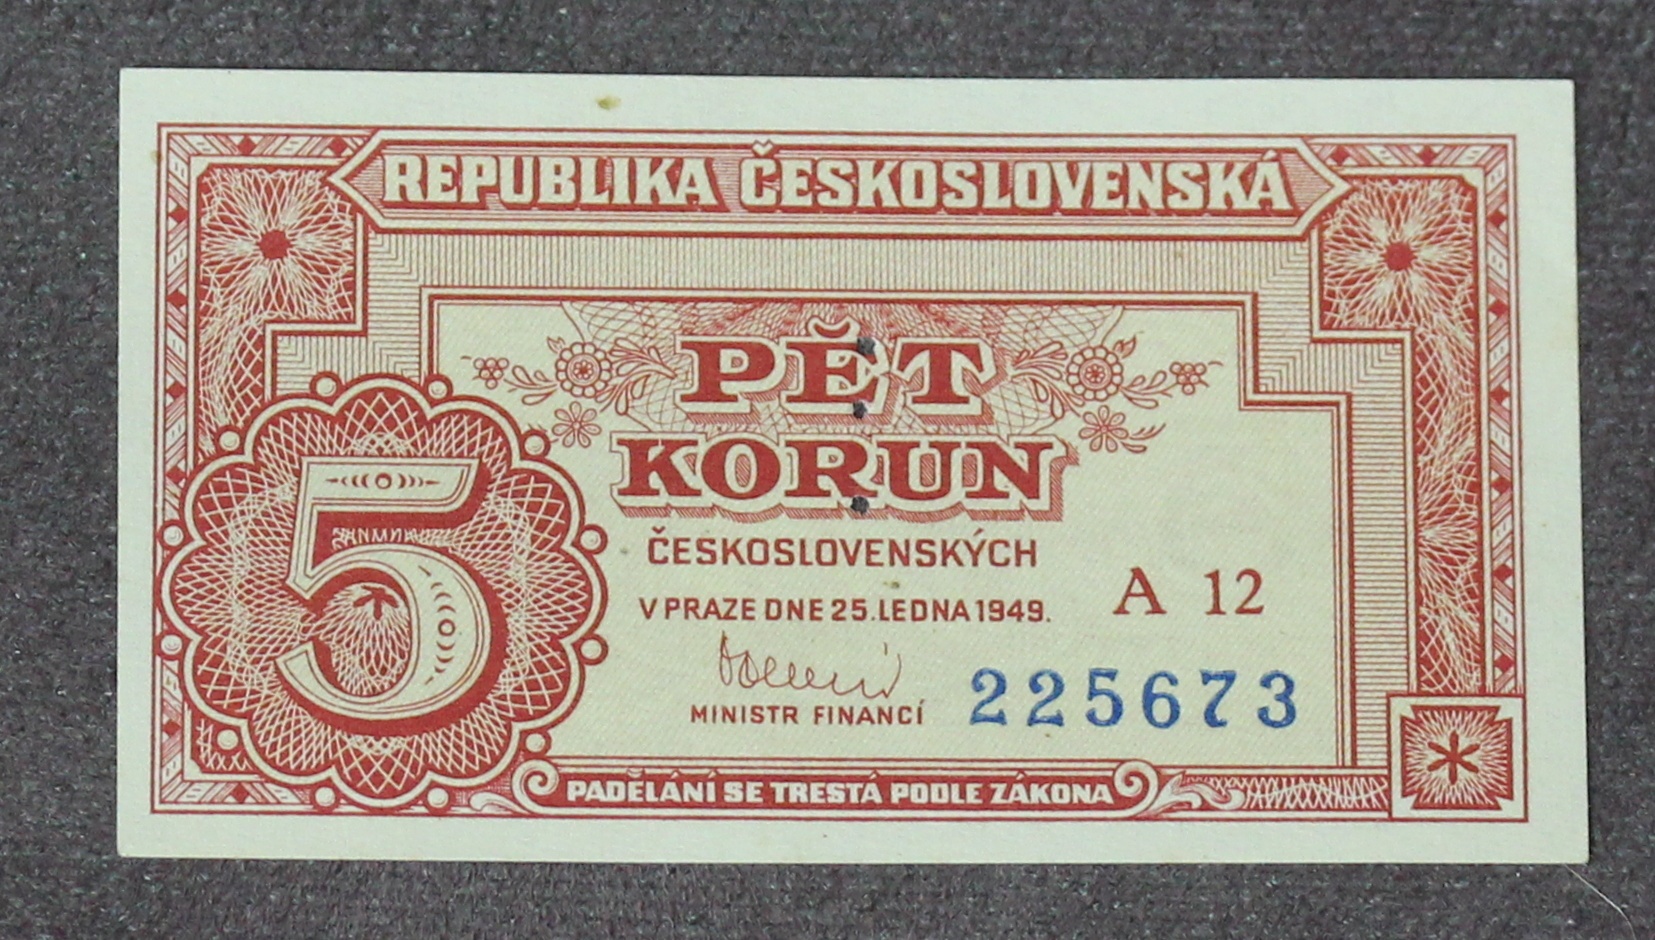 REPUBLIKA ČESKOSLOVENSKÁ
PĚT
KORUN
ČESKOSLOVENSKÝCH
V PRAZE DNE 25. LEDNA 1949.
A 12
MINISTR FINANCÍ
225673
5
PADĚLÁNÍ SE TRESTÁ PODLE ZÁKONA